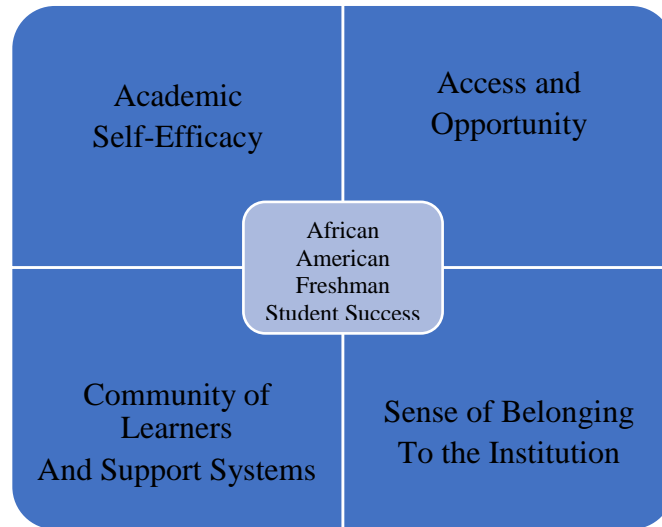 Academic
Self-Efficacy
Access and
Opportunity
African
American
Freshman
Student Success
Community of
Learners
And Support Systems
Sense of Belonging
To the Institution